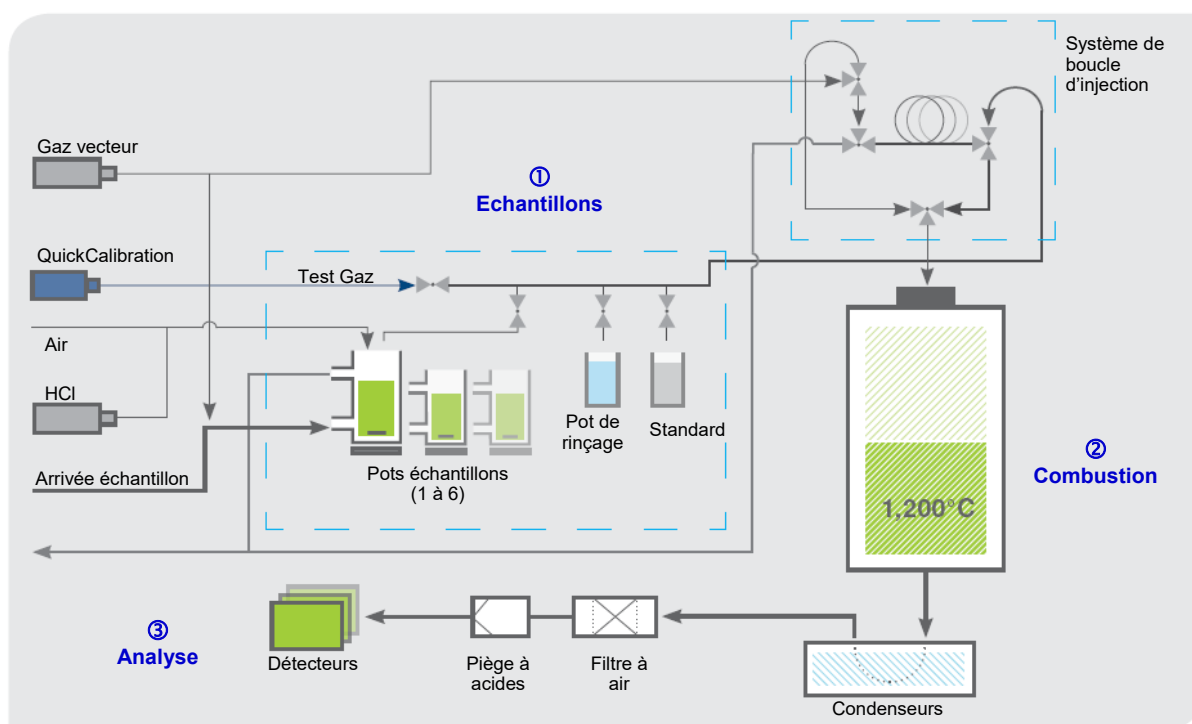 Système de
boucle
d'injection
Gaz vecteur
①
Echantillons
QuickCalibration
Test Gaz
Air
HCl
Pot de
rinçage
Standard
Arrivée échantillon
Pots échantillons
(1 à 6)
②
Combustion
1,200°C
③
Analyse
Détecteurs
Piège à
acides
Filtre à
air
Condenseurs